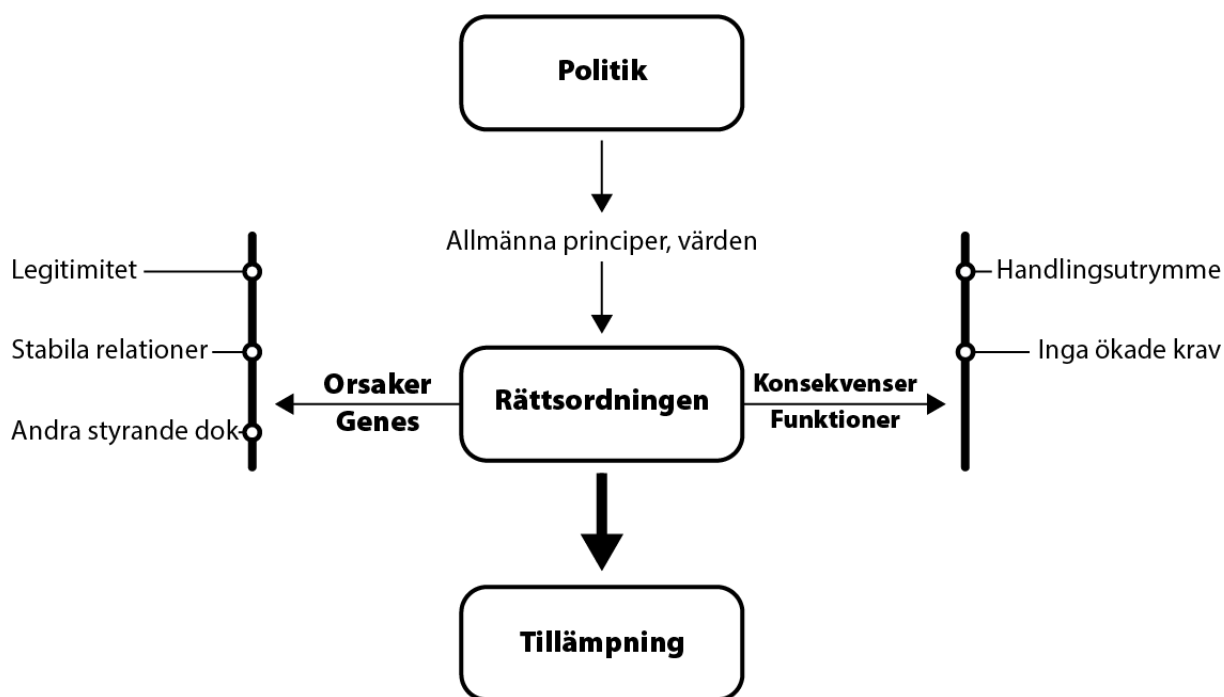 Politik
Allmänna principer, värden
Legitimitet
Handlingsutrymme
Stabila relationer
Inga ökade krav
Orsaker
Genes
Rättsordningen
Konsekvenser
Funktioner
Andra styrande dok
Tillämpning